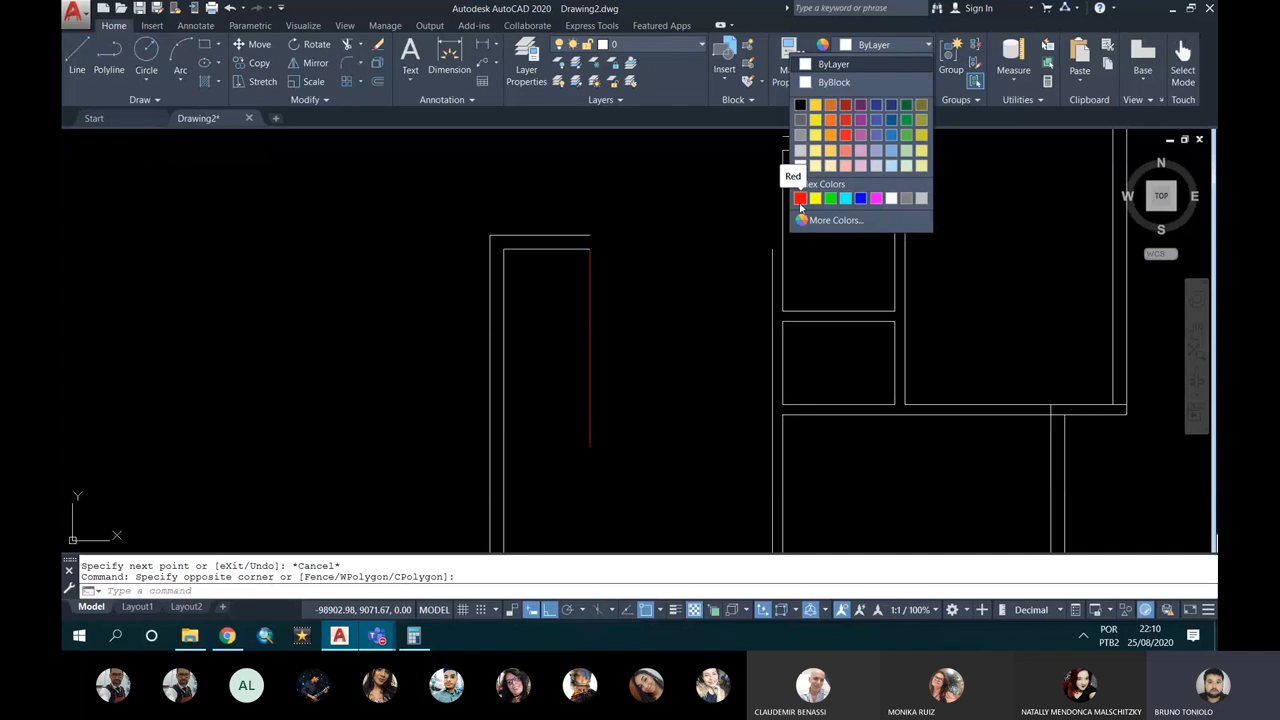 Autodesk AutoCAD 2020 Drawing2.dwg
Type a keyword or phrase
Sign In
Home Insert Annotate Parametric View Manage Output Add-ins Collaborate Express Tools Featured Apps
Line Polyline Circle Arc
Move Rotate
Copy Mirror
Stretch Scale
Text Dimension
Layer
Properties
0
Insert
ByLayer
Group Measure Paste Base
Select
Mode
Draw Modify Annotation Layers Block Groups Utilities Clipboard View Touch
ByLayer
ByBlock
Red
Colors
More Colors...
Start Drawing2*
N
W TOP E
S
WCS
Y
X
Specify next point or [eXit/Undo]: *Cancel*
Command: Specify opposite corner or [Fence/WPolygon/CPolygon]:
Type a command
Model Layout1 Layout2
-98902.98, 9071.67, 0.00 MODEL
1:1 / 100%
Decimal
POR
PTB2
22:10
25/08/2020
AL
CLAUDEMIR BENASSI
MONIKA RUIZ
NATALLY MENDONCA MALSCHITZKY
BRUNO TONIOLO